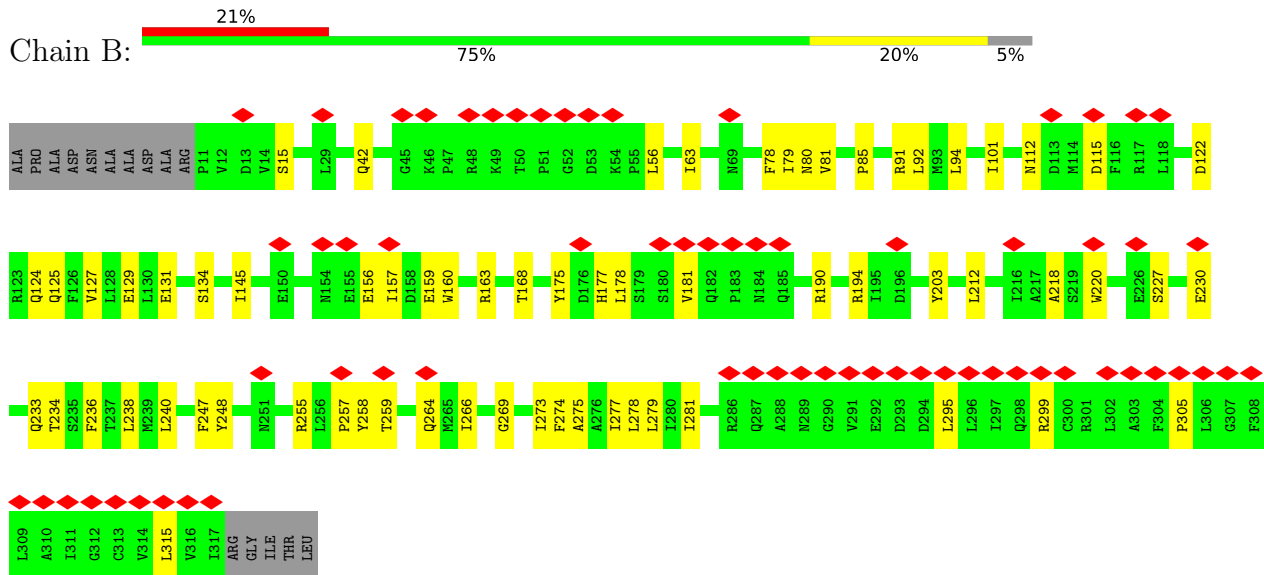 21%
Chain B:
75% 20% 5%
ALA PRO ALA ASP ASN ALA ALA ASP ALA ARG P11 V12 D13 V14 S15 L29 Q42 G45 K46 P47 R48 K49 T50 P51 G52 D53 K54 P55 L56 I63 N69 F78 I79 N80 V81 P85 R91 L92 M93 L94 I101 N112 D113 M114 D115 F116 R117 L118 D122
R123 Q124 Q125 F126 V127 L128 E129 L130 E131 S134 I145 E150 N154 E155 E156 I157 D158 E159 W160 R163 T168 Y175 D176 H177 L178 S179 S180 V181 Q182 P183 N184 Q185 R190 R194 I195 D196 Y203 L212 I216 A217 A218 S219 W220 E226 S227 E230
Q233 T234 S235 F236 T237 L238 M239 L240 F247 Y248 N251 R255 L256 P257 Y258 T259 Q264 M265 I266 G269 I273 F274 A275 A276 I277 L278 L279 I280 I281 R286 Q287 A288 N289 G290 V291 E292 D293 D294 L295 L296 I297 Q298 R299 C300 R301 L302 A303 F304 P305 L306 G307 F308
L309 A310 I311 G312 C313 V314 L315 V316 I317 ARG GLY ILE THR LEU